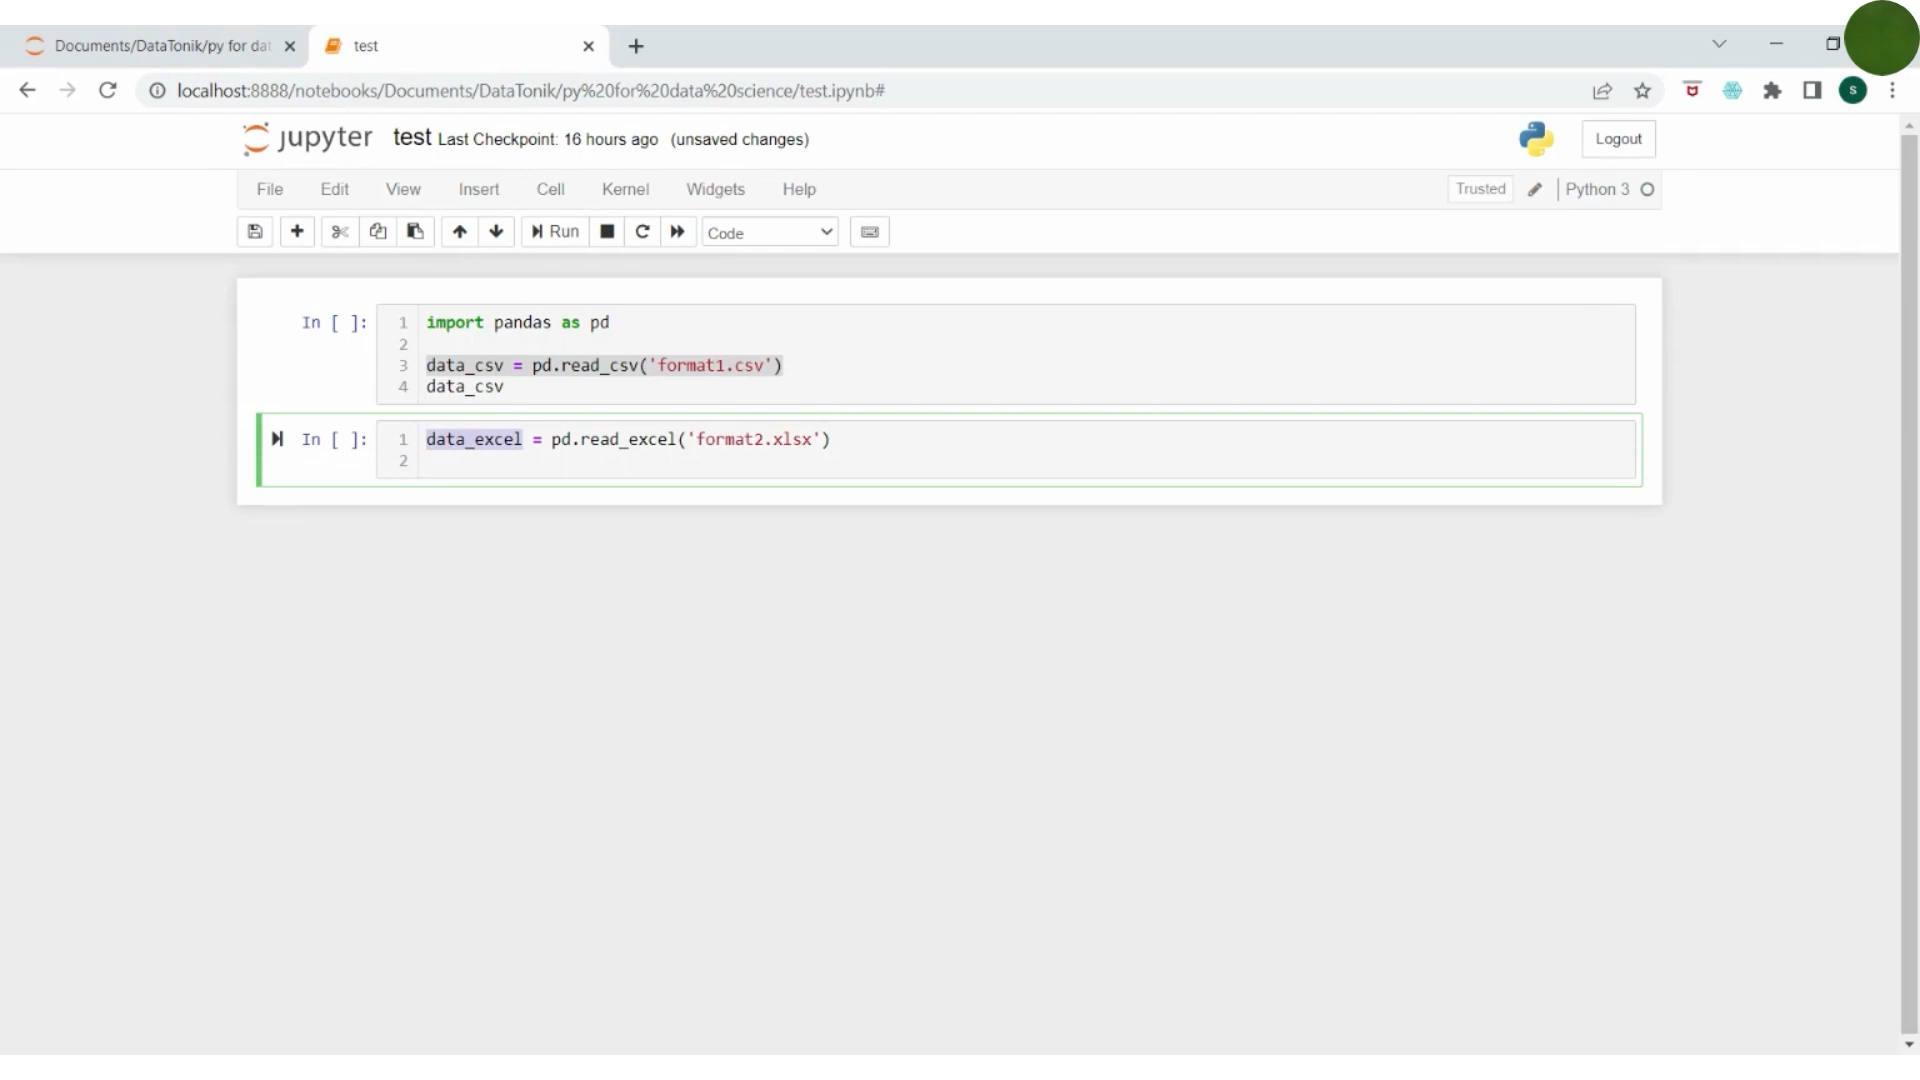 Documents/DataTonik/py for dat
test
localhost:8888/notebooks/Documents/DataTonik/py%20for%20data%20science/test.ipynb#
S
jupyter test Last Checkpoint: 16 hours ago (unsaved changes)
Logout
File Edit View Insert Cell Kernel Widgets Help
Trusted Python 3
Run Code
In [ ]:
1 import pandas as pd
2
3 data_csv = pd.read_csv('format1.csv')
4 data_csv
In [ ]:
1 data_excel = pd.read_excel('format2.xlsx')
2